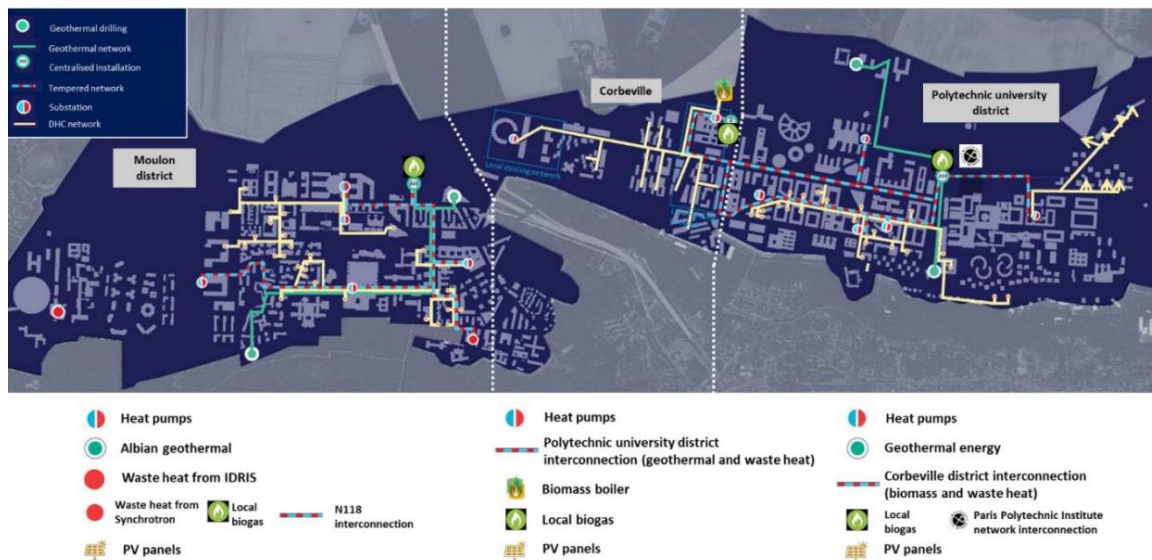 Geothermal drilling
Geothermal network
Centralised installation
Tempered network
Substation
DHC network
Moulon
district
Corbeville
Local cooling network
Polytechnic university
district
Heat pumps
Albian geothermal
Waste heat from IDRIS
Waste heat from
Synchrotron
Local
biogas
N118
interconnection
PV panels
Heat pumps
Polytechnic university district
interconnection (geothermal and waste heat)
Biomass boiler
Local biogas
PV panels
Heat pumps
Geothermal energy
Corbeville district interconnection
(biomass and waste heat)
Local
biogas
Paris Polytechnic Institute
network interconnection
PV panels